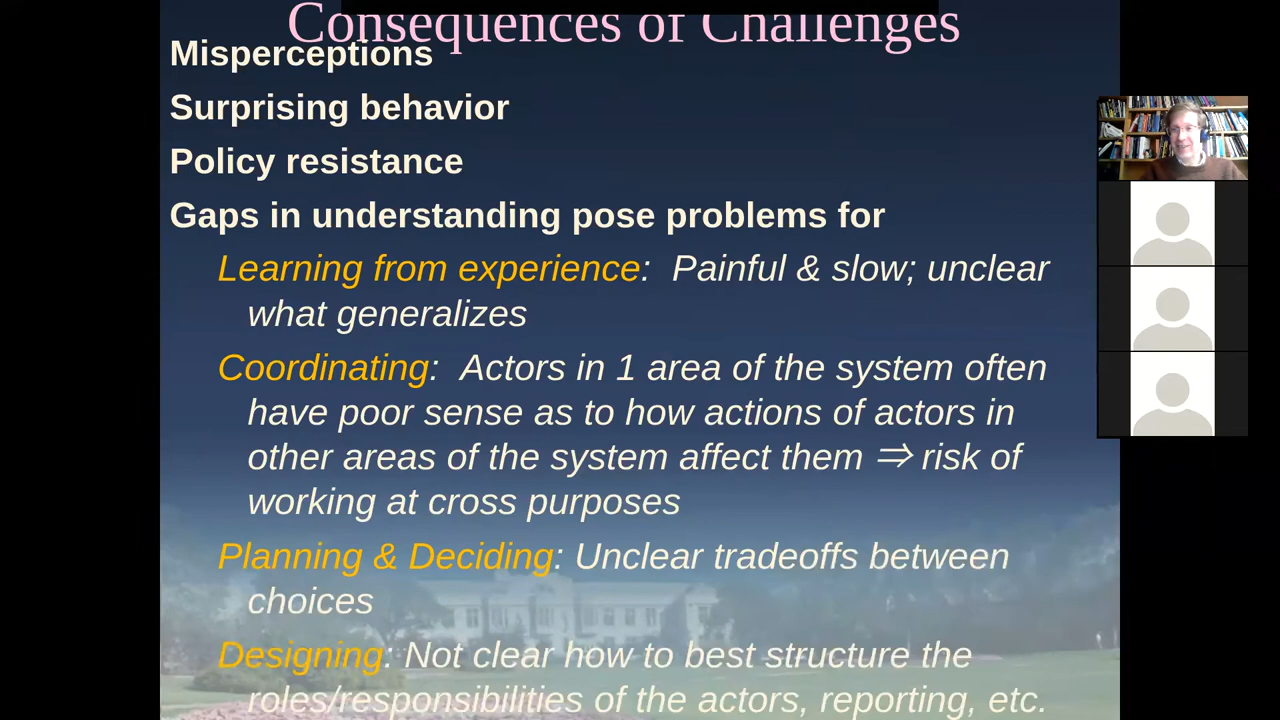 Consequences of Challenges
Misperceptions
Surprising behavior
Policy resistance
Gaps in understanding pose problems for
Learning from experience: Painful & slow; unclear
what generalizes
Coordinating: Actors in 1 area of the system often
have poor sense as to how actions of actors in
other areas of the system affect them ⇒ risk of
working at cross purposes
Planning & Deciding: Unclear tradeoffs between
choices
Designing: Not clear how to best structure the
roles/responsibilities of the actors, reporting, etc.